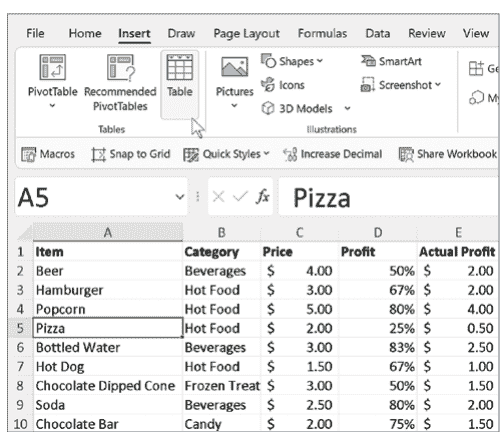 File Home Insert Draw Page Layout Formulas Data Review View
PivotTable Recommended PivotTables Table Pictures
Shapes SmartArt
Icons Screenshot
3D Models
Tables Illustrations
Macros Snap to Grid Quick Styles Increase Decimal Share Workbook
A5 fx Pizza
A B C D E
1 Item Category Price Profit Actual Profit
2 Beer Beverages $ 4.00 50% $ 2.00
3 Hamburger Hot Food $ 3.00 67% $ 2.00
4 Popcorn Hot Food $ 5.00 80% $ 4.00
5 Pizza Hot Food $ 2.00 25% $ 0.50
6 Bottled Water Beverages $ 3.00 83% $ 2.50
7 Hot Dog Hot Food $ 1.50 67% $ 1.00
8 Chocolate Dipped Cone Frozen Treat $ 3.00 50% $ 1.50
9 Soda Beverages $ 2.50 80% $ 2.00
10 Chocolate Bar Candy $ 2.00 75% $ 1.50